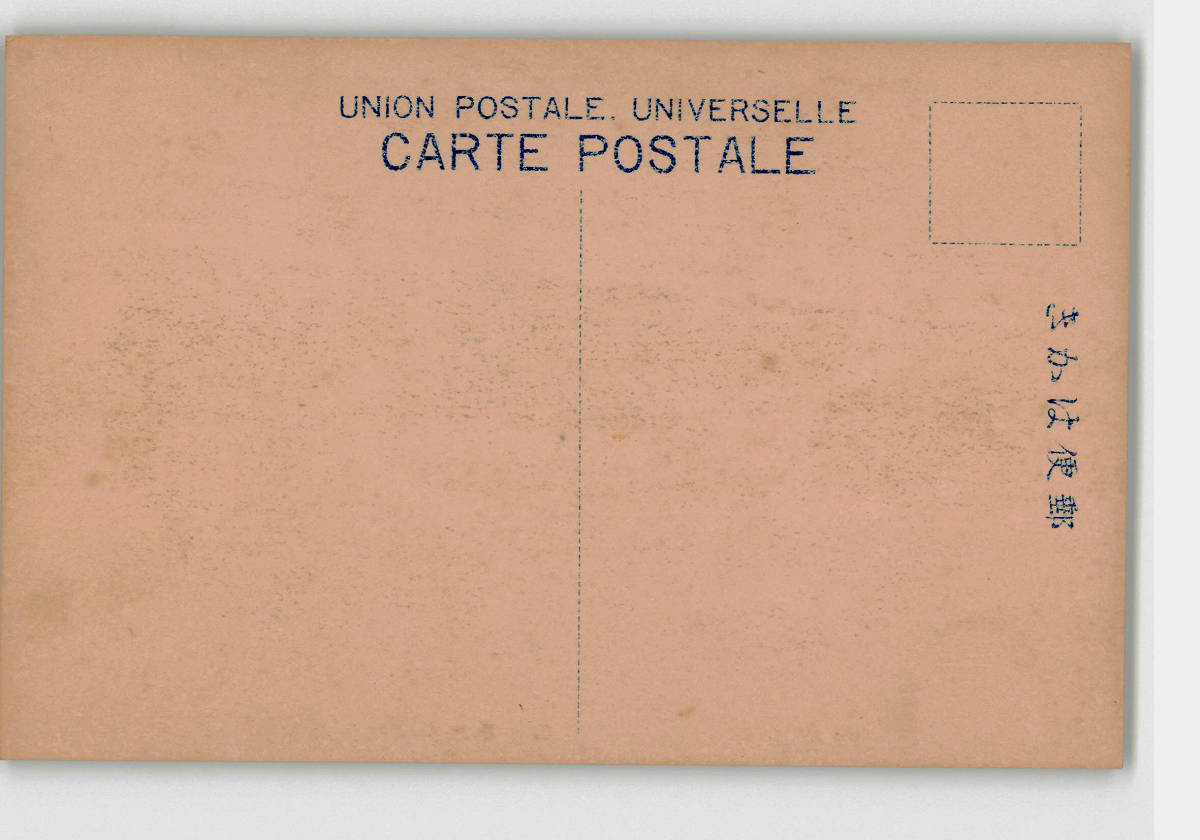 UNION POSTALE. UNIVERSELLE
CARTE POSTALE
郵便はかき